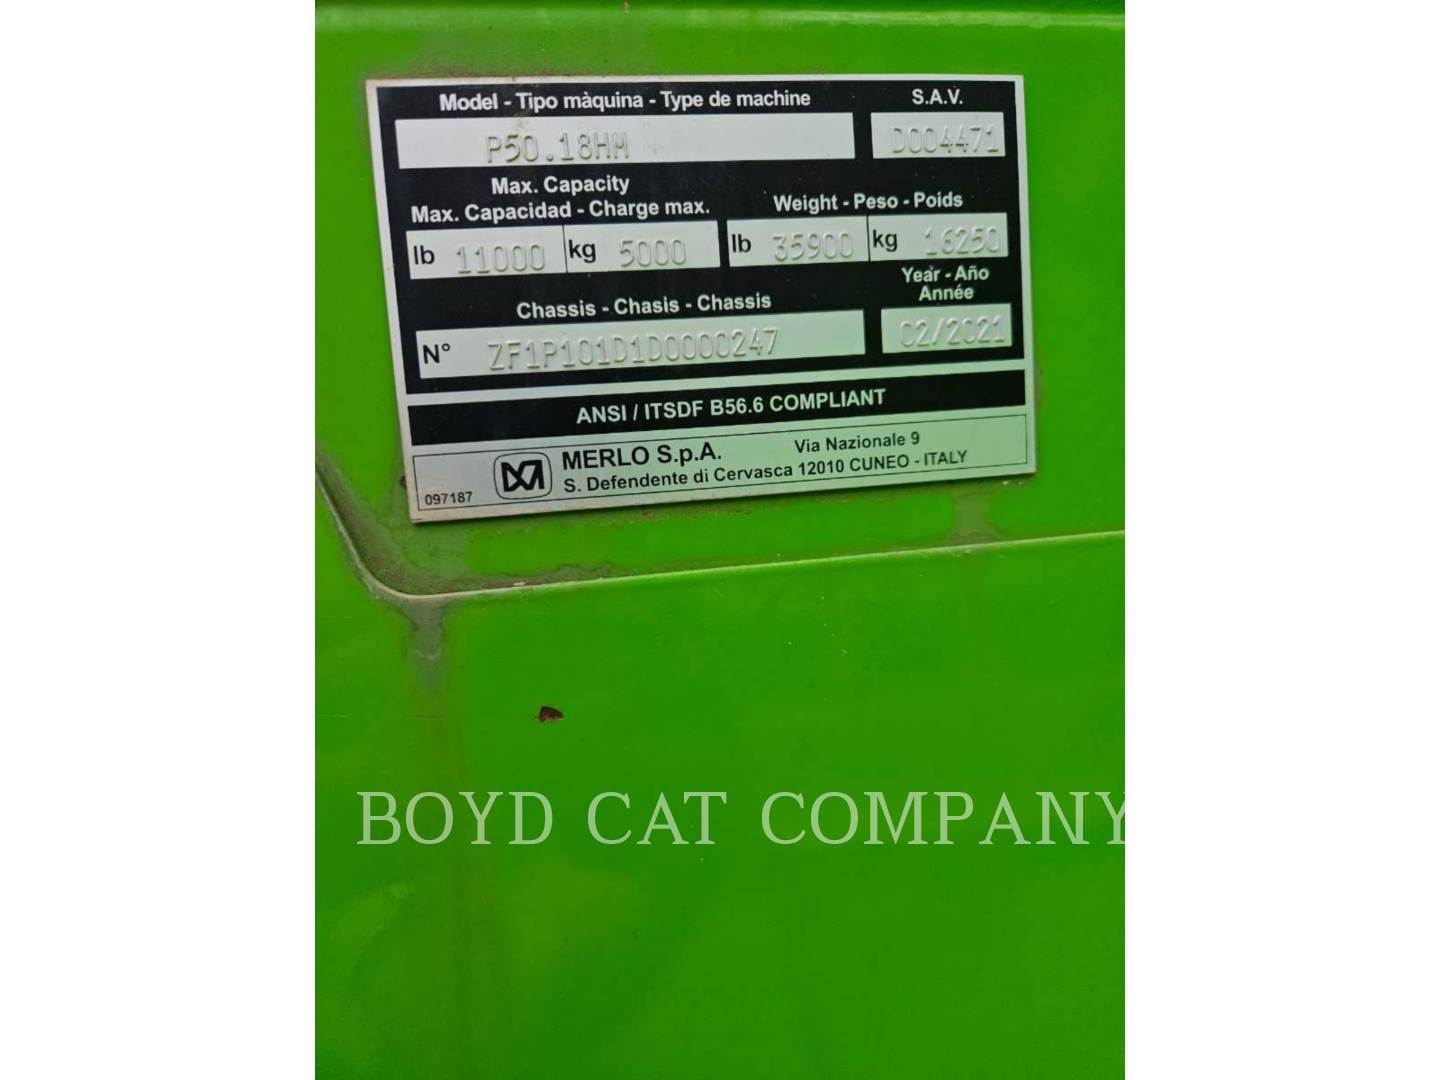 Model - Tipo màquina - Type de machine
S.A.V.
P50.18HM
D004471
Max. Capacity
Max. Capacidad - Charge max.
Weight - Peso - Poids
lb 11000 kg 5000
lb 35900 kg 16250
Year - Año
Année
Chassis - Chasis - Chassis
N° ZF1P101D1D0000247
02/2021
ANSI / ITSDF B56.6 COMPLIANT
MERLO S.p.A. Via Nazionale 9
S. Defendente di Cervasca 12010 CUNEO - ITALY
097187
BOYD CAT COMPANY